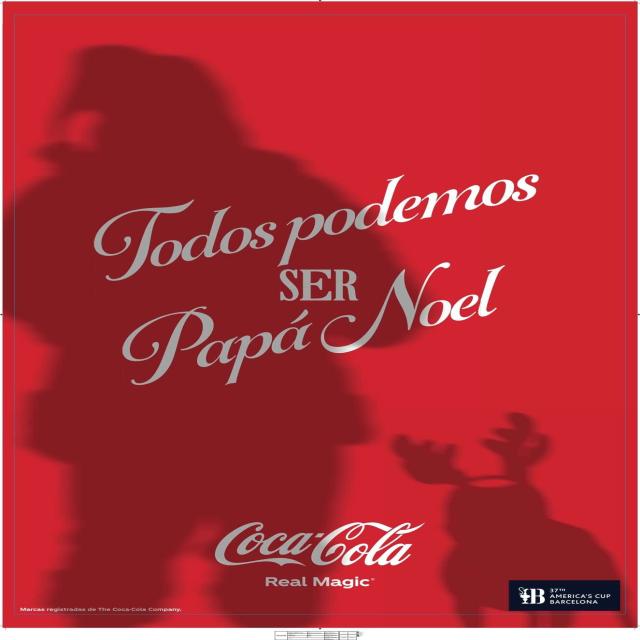 Todos podemos
SER
Papá Noel
Coca-Cola
Real Magic
Marcas registradas de The Coca-Cola Company.
37TH
AMERICA'S CUP
BARCELONA